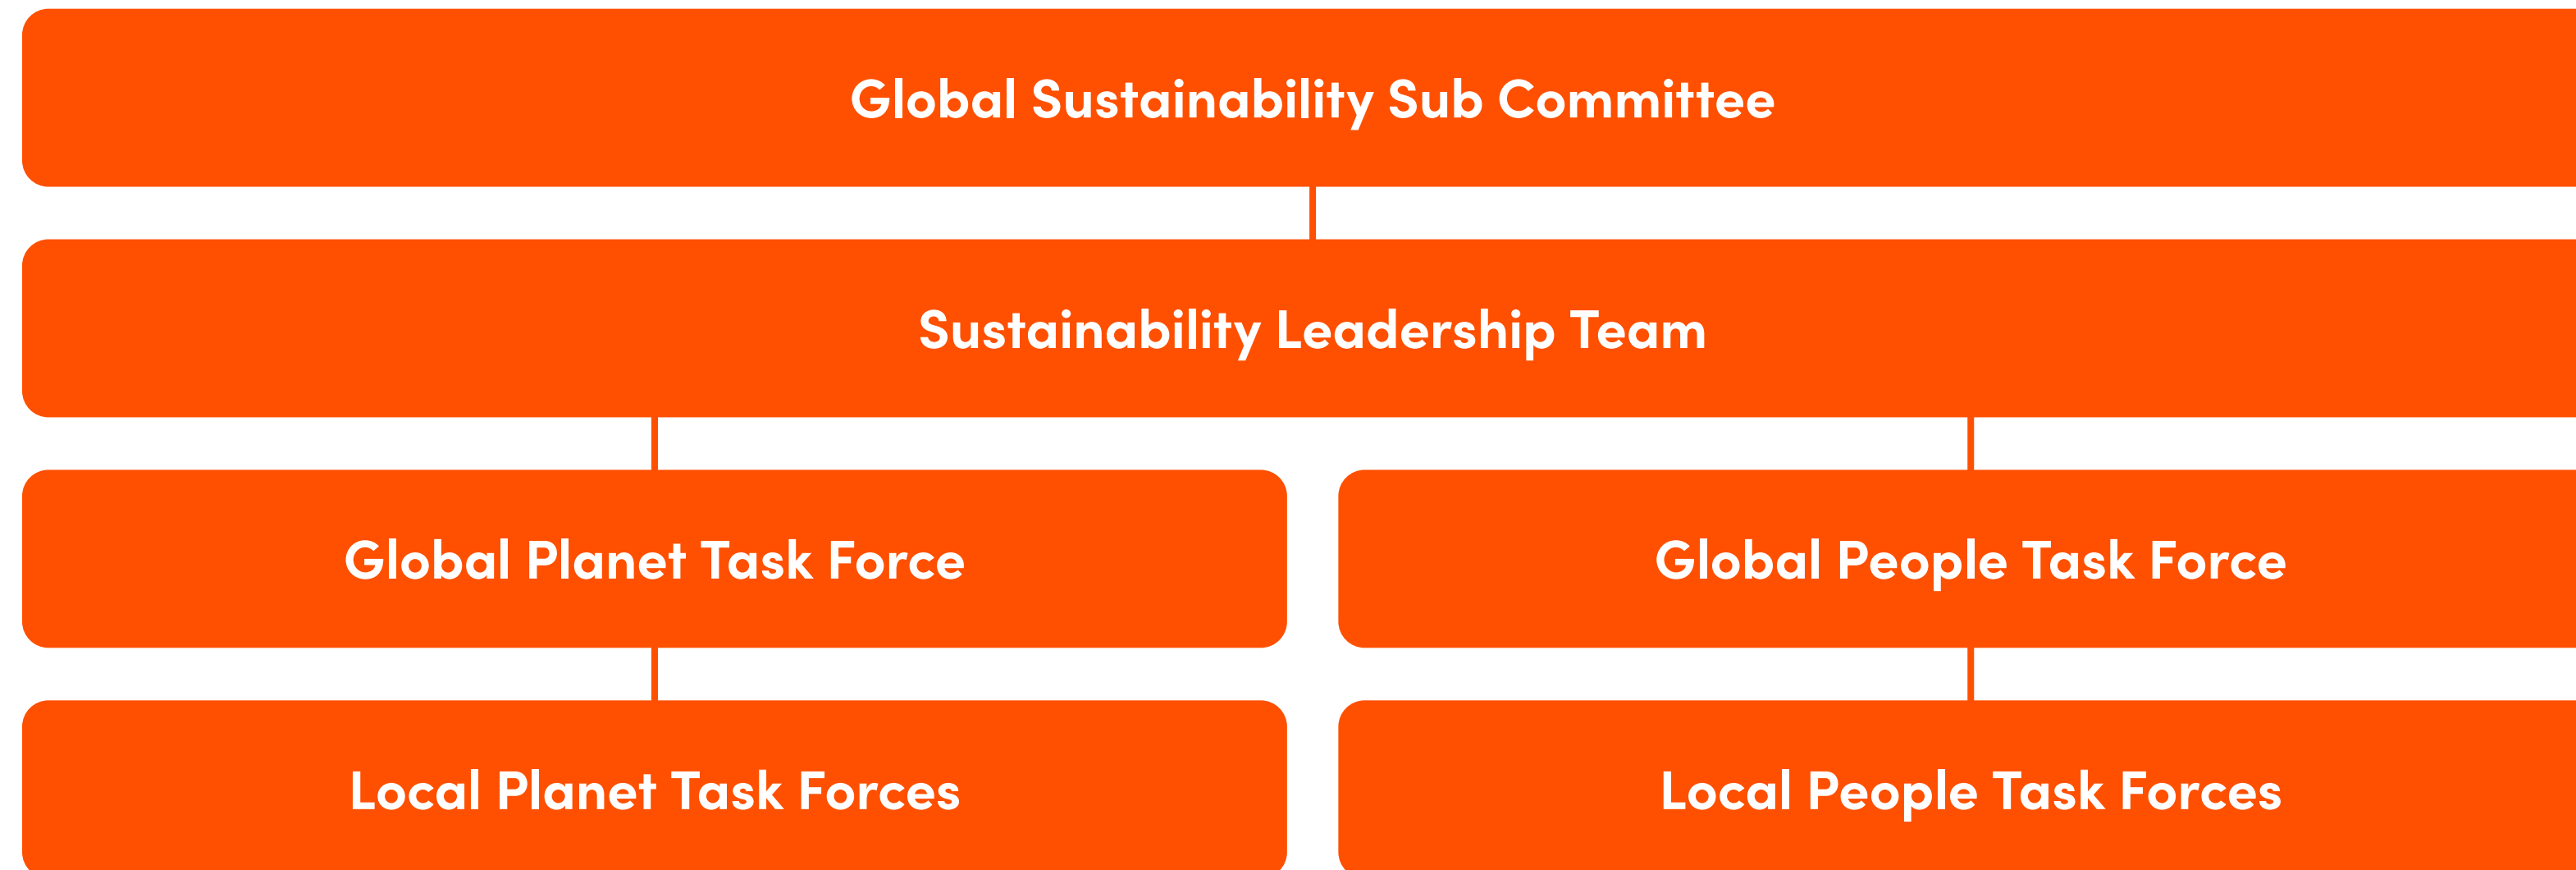 Global Sustainability Sub Committee
Sustainability Leadership Team
Global Planet Task Force
Global People Task Force
Local Planet Task Forces
Local People Task Forces